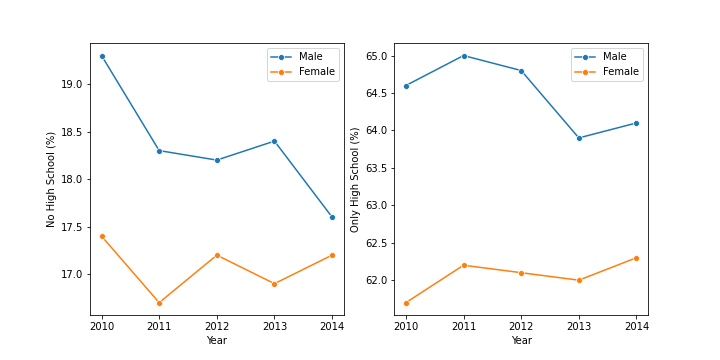 No High School (%)
19.0
18.5
18.0
17.5
17.0
2010
2011
2012
2013
2014
Year
Male
Female
Only High School (%)
65.0
64.5
64.0
63.5
63.0
62.5
62.0
2010
2011
2012
2013
2014
Year
Male
Female